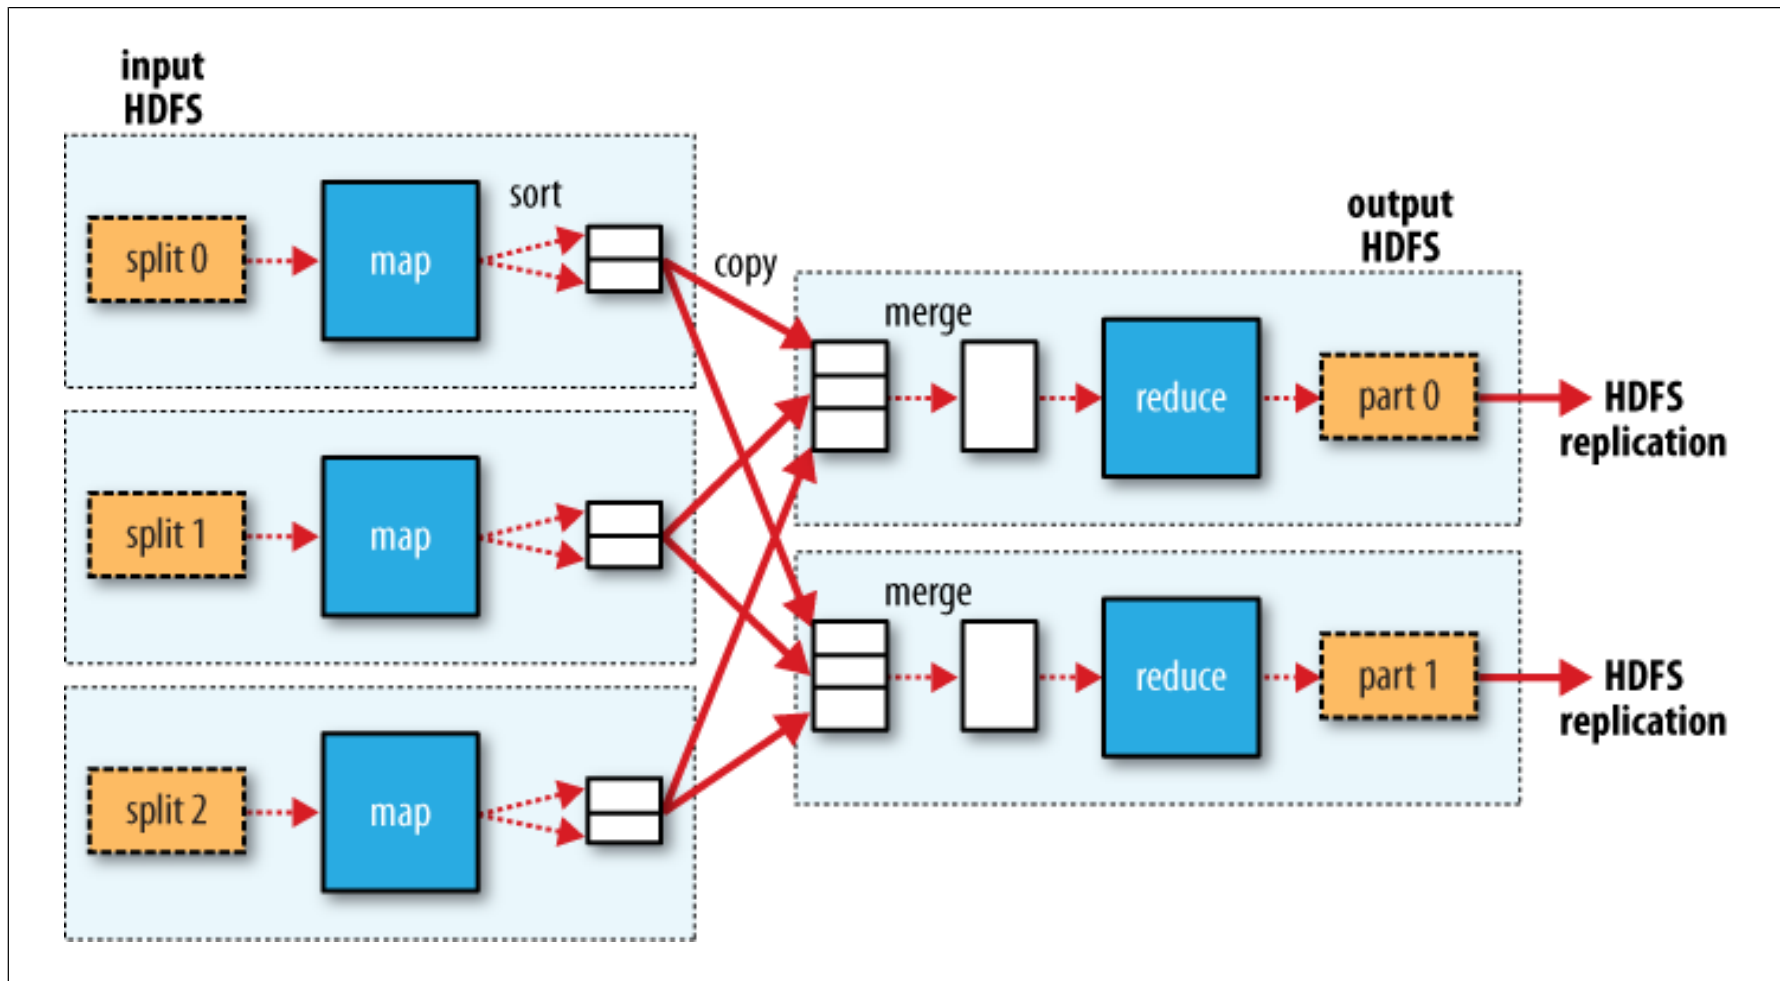 input
HDFS
split 0
map
sort
copy
split 1
map
split 2
map
output
HDFS
merge
reduce
part 0
HDFS
replication
merge
reduce
part 1
HDFS
replication